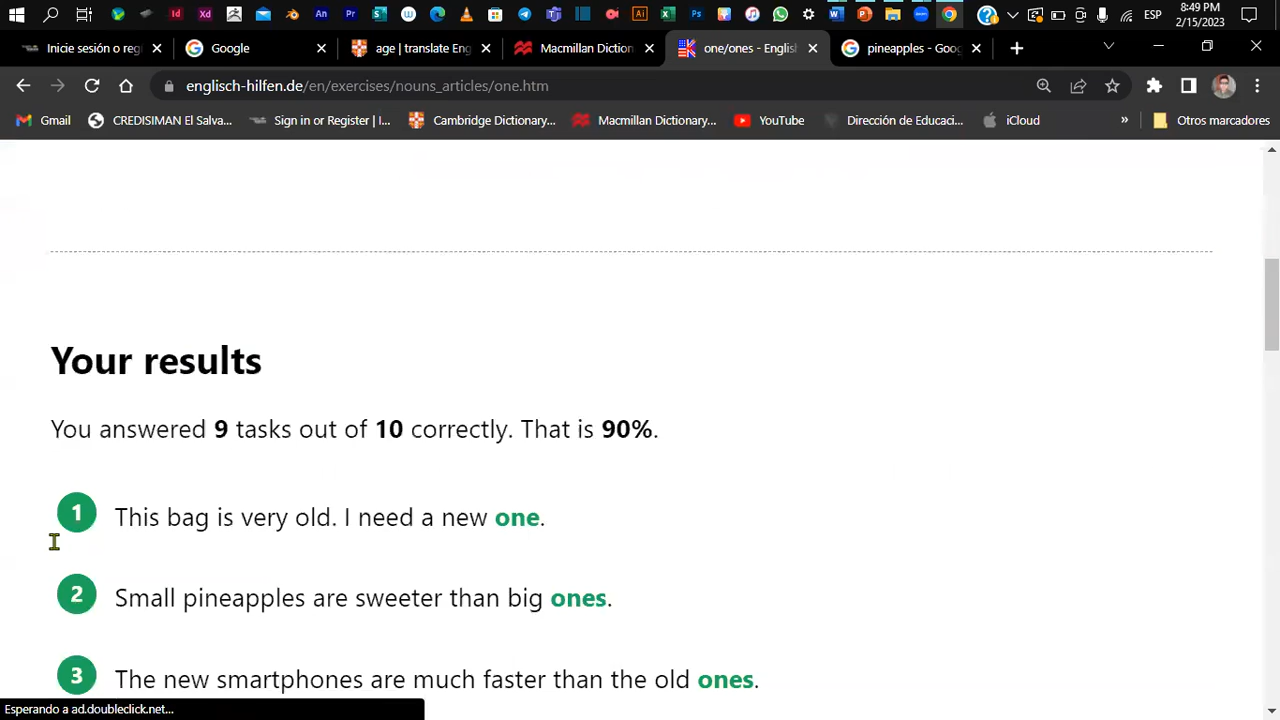 8:49 PM
ESP
2/15/2023
Inicie sesión o regi
Google
age | translate Eng
Macmillan Diction
one/ones - English
pineapples - Goog
englisch-hilfen.de/en/exercises/nouns_articles/one.htm
Gmail
CREDISIMAN El Salva...
Sign in or Register | I...
Cambridge Dictionary...
Macmillan Dictionary...
YouTube
Dirección de Educaci...
iCloud
»
Otros marcadores
Your results
You answered 9 tasks out of 10 correctly. That is 90%.
1 This bag is very old. I need a new one.
2 Small pineapples are sweeter than big ones.
3 The new smartphones are much faster than the old ones.
Esperando a ad.doubleclick.net...